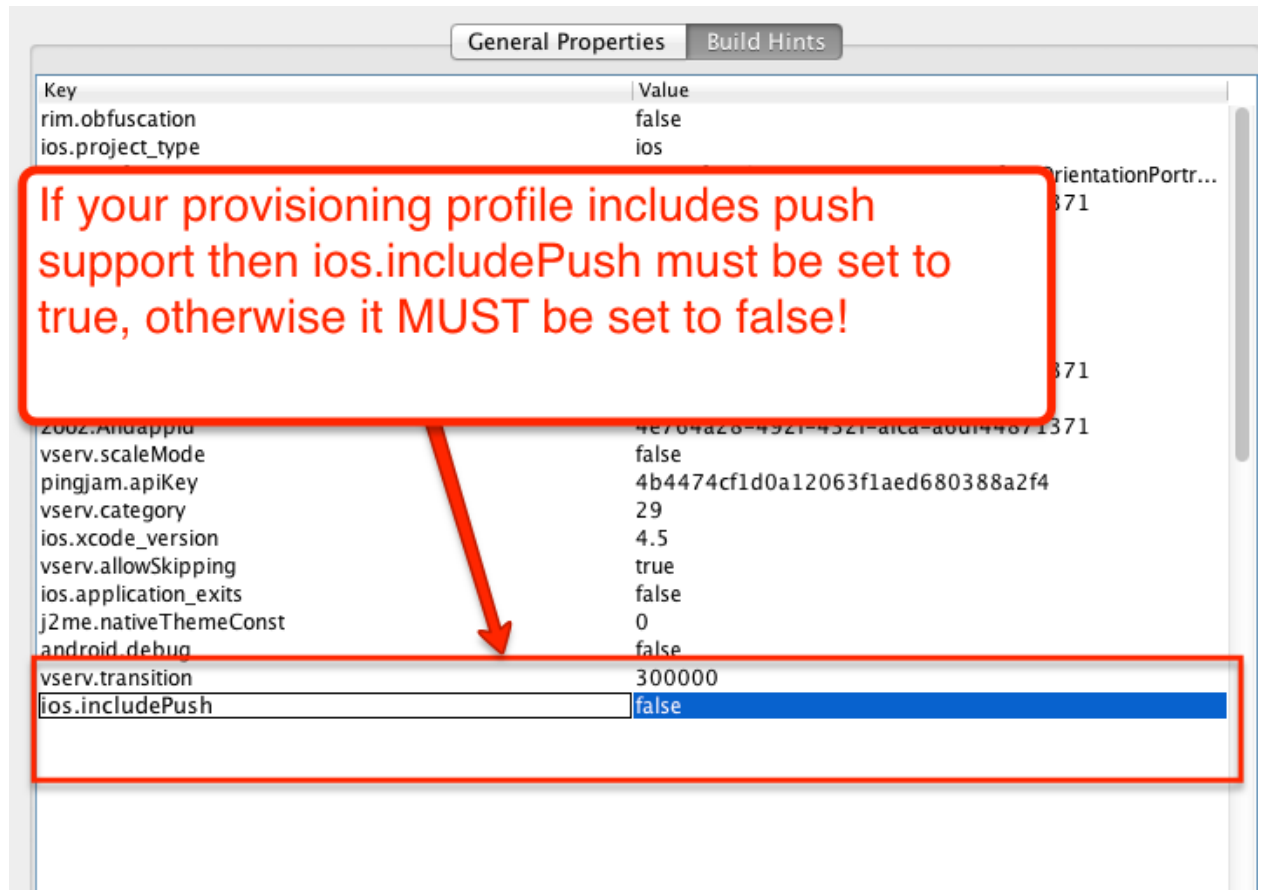 General Properties Build Hints
Key Value
rim.obfuscation false
ios.project_type ios
OrientationPortr...
If your provisioning profile includes push
371
support then ios.includePush must be set to
true, otherwise it MUST be set to false!
371
vserv.scaleMode false
pingjam.apiKey 4b4474cf1d0a12063f1aed680388a2f4
vserv.category 29
ios.xcode_version 4.5
vserv.allowSkipping true
ios.application_exits false
j2me.nativeThemeConst 0
android.debug false
vserv.transition 300000
ios.includePush false